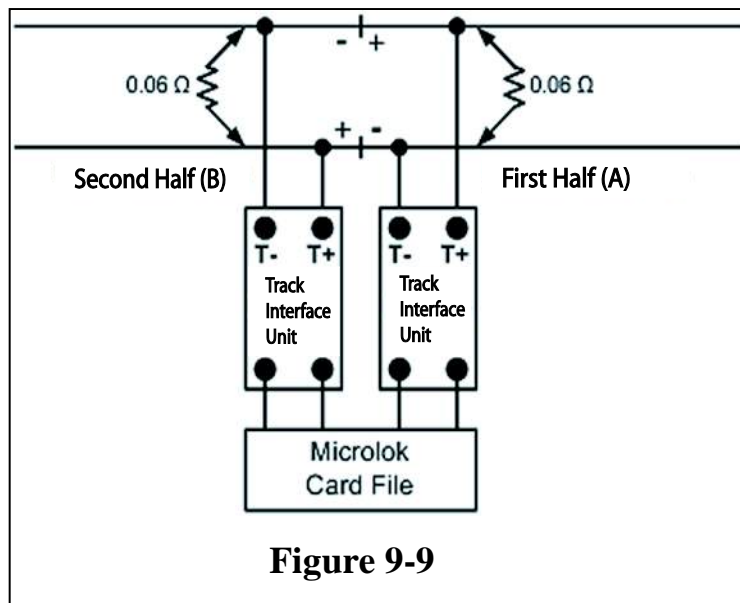 - +
0.06 Ω
0.06 Ω
+ -
Second Half (B)
First Half (A)
T- T+
T- T+
Track
Interface
Unit
Track
Interface
Unit
Microlok
Card File
Figure 9-9